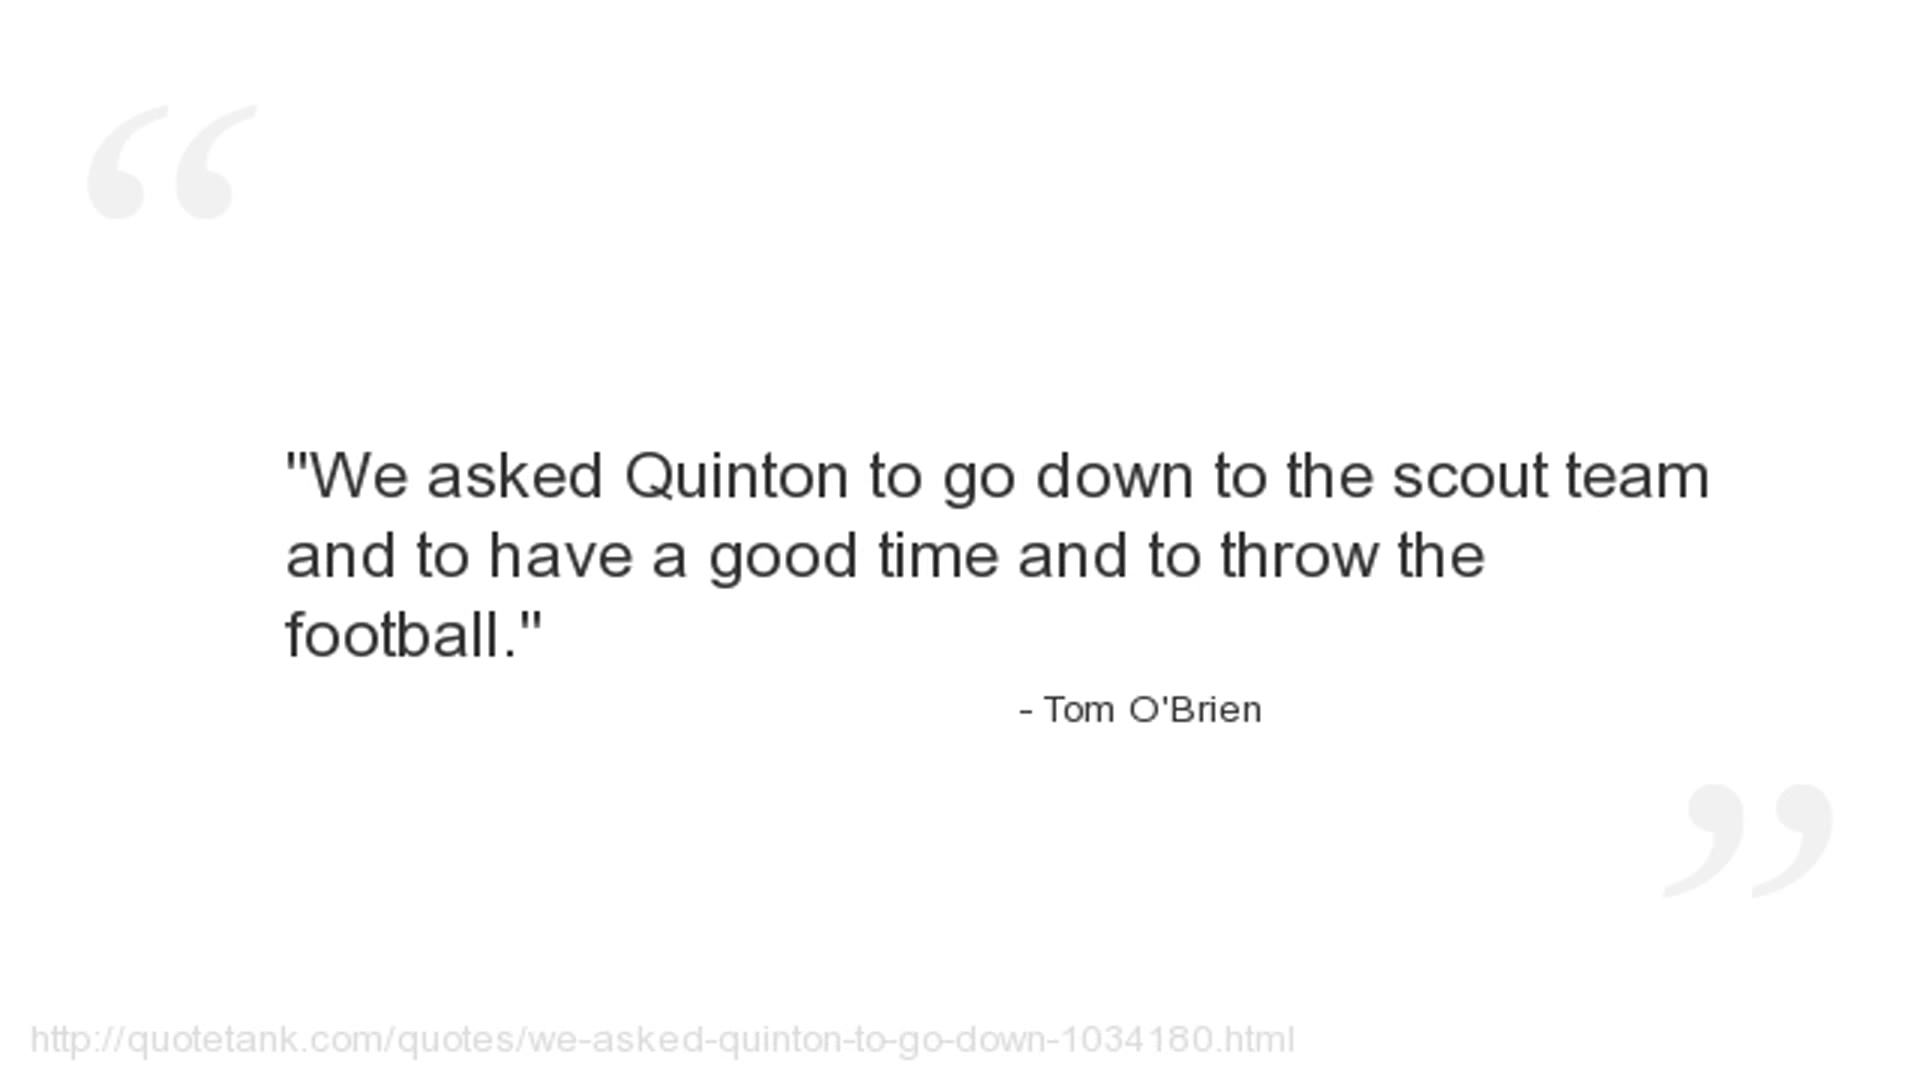 "We asked Quinton to go down to the scout team
and to have a good time and to throw the
football."
- Tom O'Brien
http://quotetank.com/quotes/we-asked-quinton-to-go-down-1034180.html